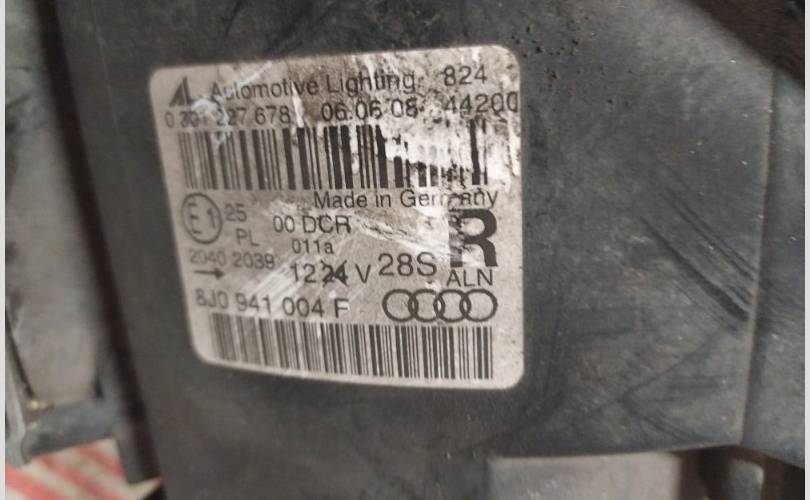 AL Automotive Lighting 824
0 301 227 678 06.06.08 44200
Made in Germany
E1 25 00 DCR R
PL 011a
2040 2039 12 24 V 28S ALN
→
8J0 941 004 F